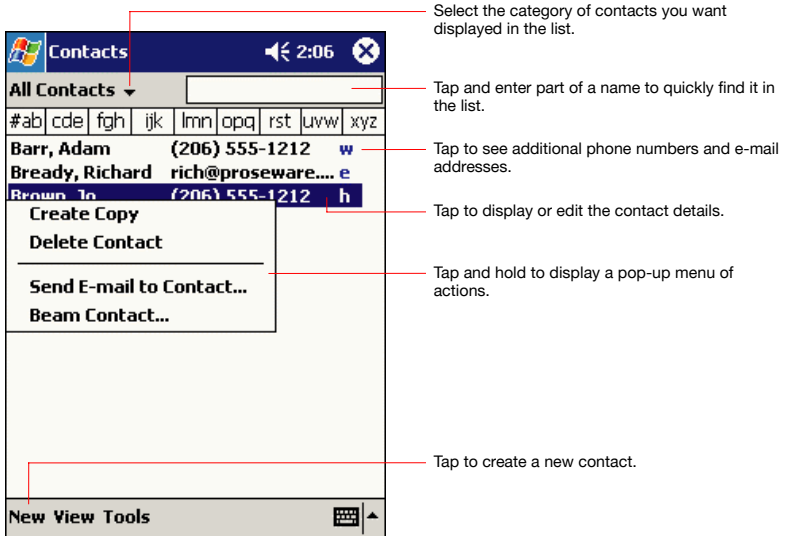 Contacts 2:06
All Contacts
#ab cde fgh ijk lmn opq rst uvw xyz
Barr, Adam (206) 555-1212 w
Bready, Richard rich@proseware.... e
Brown, Jo (206) 555-1212 h
Create Copy
Delete Contact
Send E-mail to Contact...
Beam Contact...
New View Tools
Select the category of contacts you want
displayed in the list.
Tap and enter part of a name to quickly find it in
the list.
Tap to see additional phone numbers and e-mail
addresses.
Tap to display or edit the contact details.
Tap and hold to display a pop-up menu of
actions.
Tap to create a new contact.